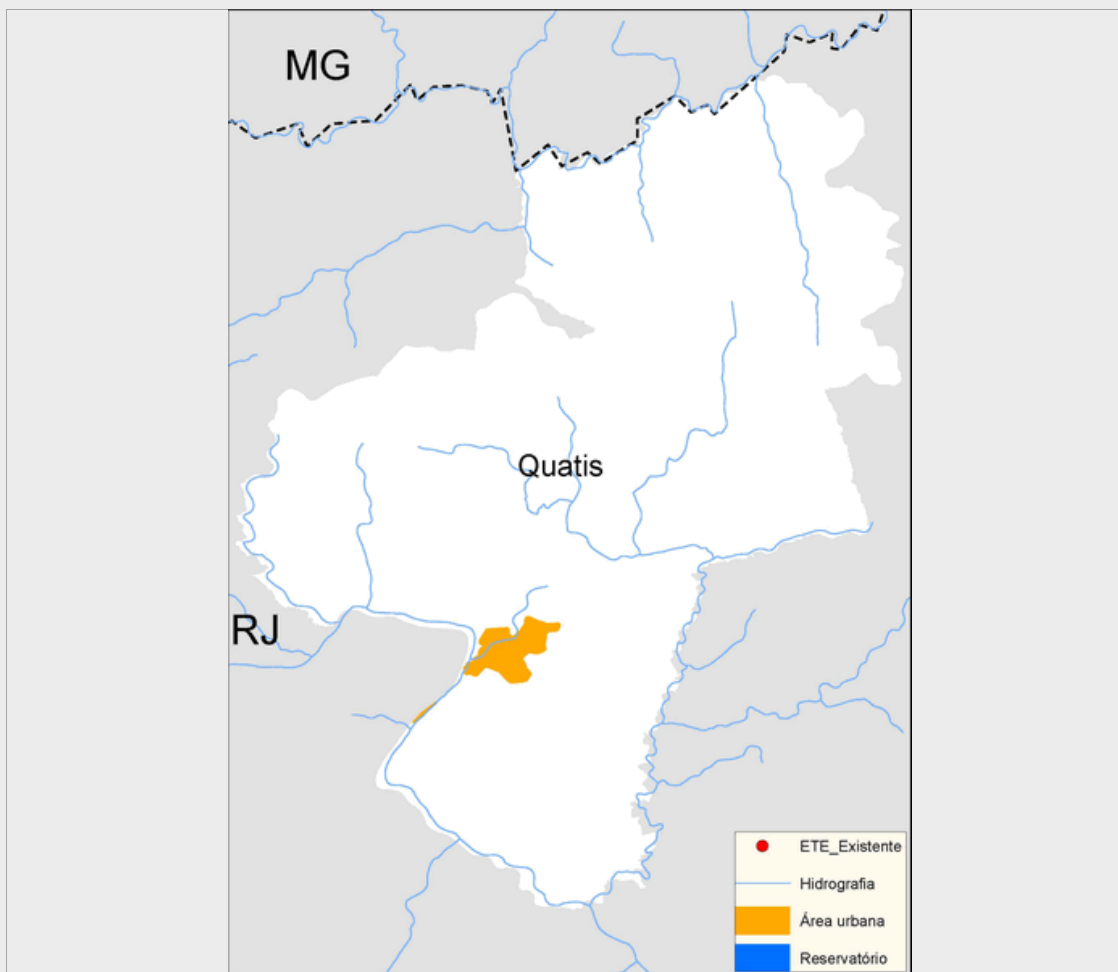 MG
Quatis
RJ
ETE_Existente
Hidrografia
Área urbana
Reservatório